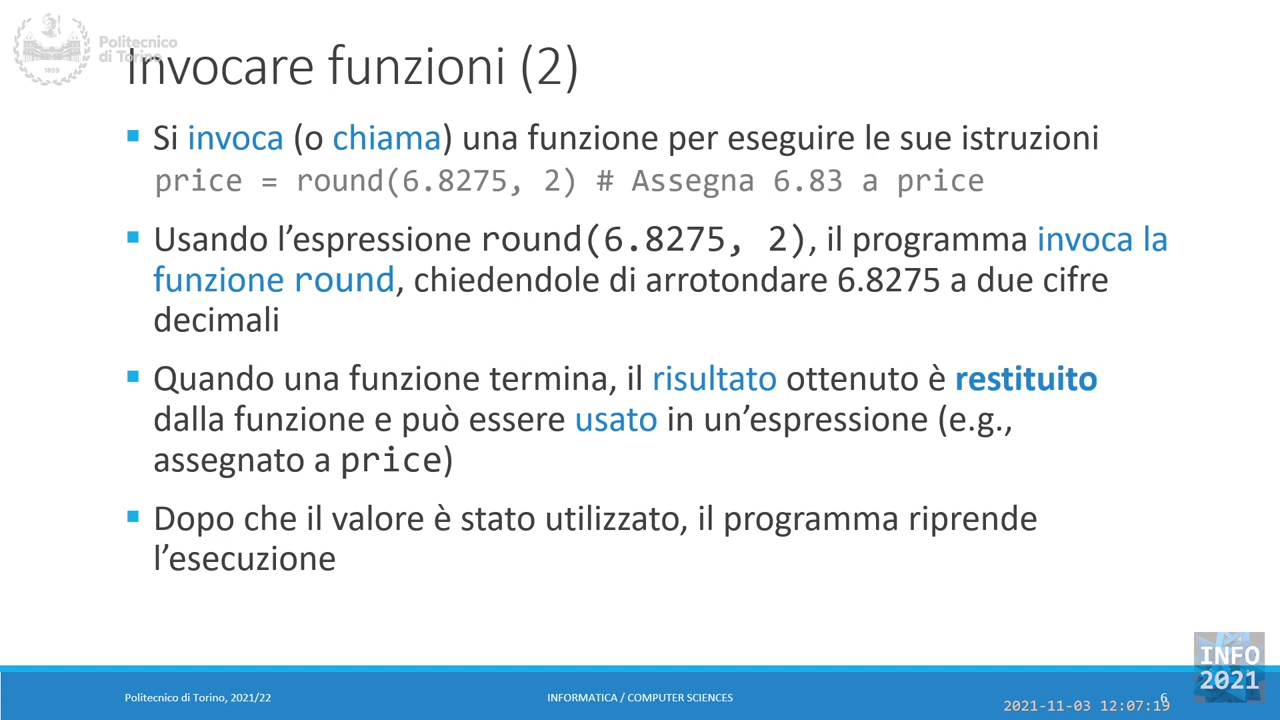 Politecnico
di Torino
1859
Invocare funzioni (2)
Si invoca (o chiama) una funzione per eseguire le sue istruzioni
price = round(6.8275, 2) # Assegna 6.83 a price
Usando l’espressione round(6.8275, 2), il programma invoca la
funzione round, chiedendole di arrotondare 6.8275 a due cifre
decimali
Quando una funzione termina, il risultato ottenuto è restituito
dalla funzione e può essere usato in un’espressione (e.g.,
assegnato a price)
Dopo che il valore è stato utilizzato, il programma riprende
l’esecuzione
INFO
2021
Politecnico di Torino, 2021/22
INFORMATICA / COMPUTER SCIENCES
6
2021-11-03 12:07:19